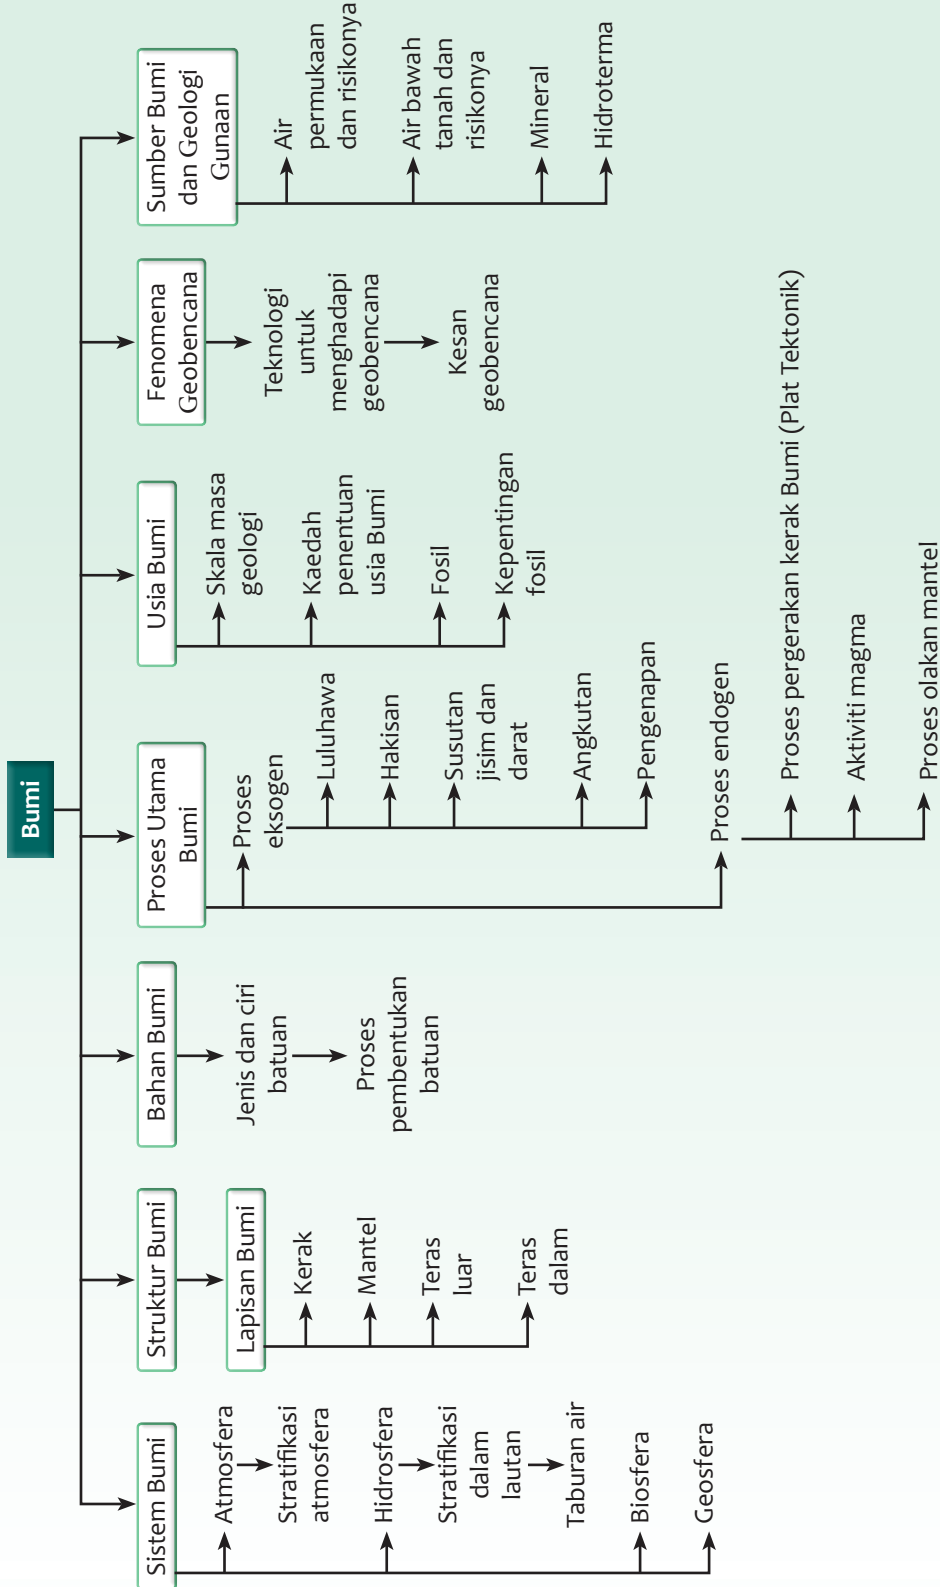 Bumi
Sistem Bumi
Atmosfera
Stratifikasi
atmosfera
Hidrosfera
Stratifikasi
dalam
lautan
Taburan air
Biosfera
Geosfera
Struktur Bumi
Lapisan Bumi
Kerak
Mantel
Teras
luar
Teras
dalam
Bahan Bumi
Jenis dan ciri
batuan
Proses
pembentukan
batuan
Proses Utama
Bumi
Proses
eksogen
Luluhawa
Hakisan
Susutan
jisim dan
darat
Angkutan
Pengenapan
Proses endogen
Proses pergerakan kerak Bumi (Plat Tektonik)
Aktiviti magma
Proses olakan mantel
Usia Bumi
Skala masa
geologi
Kaedah
penentuan
usia Bumi
Fosil
Kepentingan
fosil
Fenomena
Geobencana
Teknologi
untuk
menghadapi
geobencana
Kesan
geobencana
Sumber Bumi
dan Geologi
Gunaan
Air
permukaan
dan risikonya
Air bawah
tanah dan
risikonya
Mineral
Hidroterma